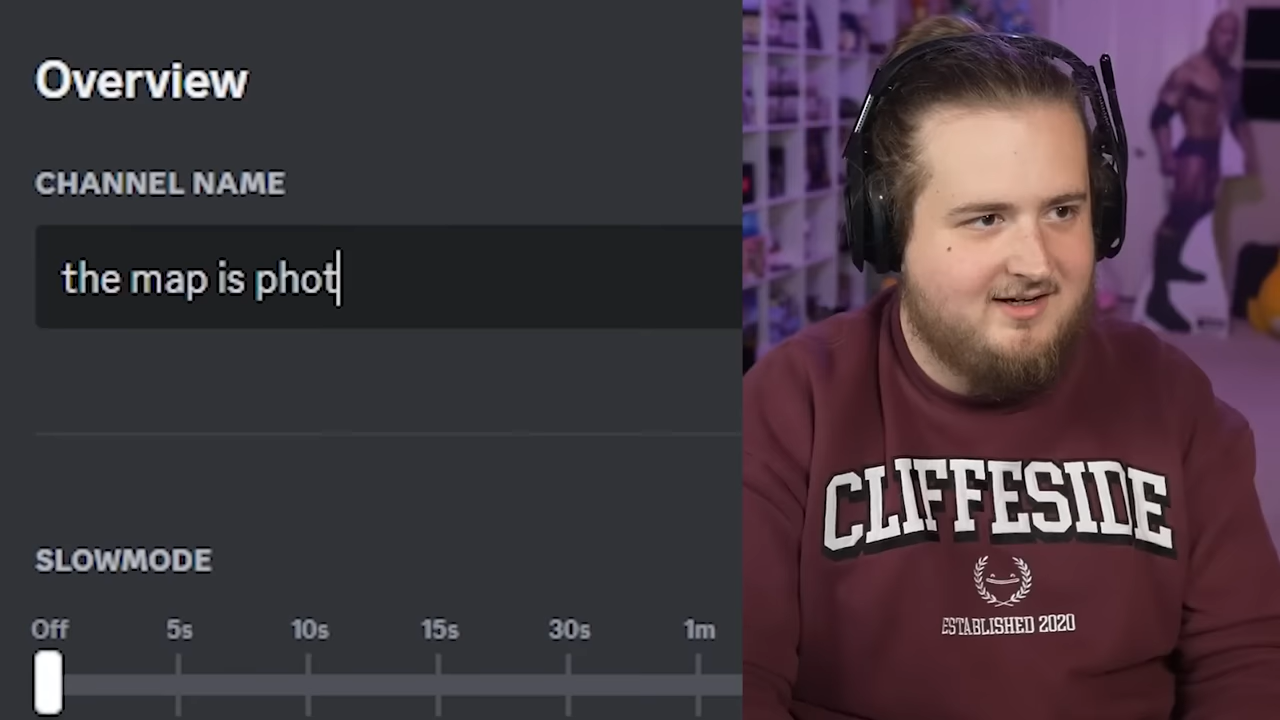 Overview
CHANNEL NAME
the map is phot
SLOWMODE
Off 5s 10s 15s 30s 1m
CLIFFESIDE
ESTABLISHED 2020